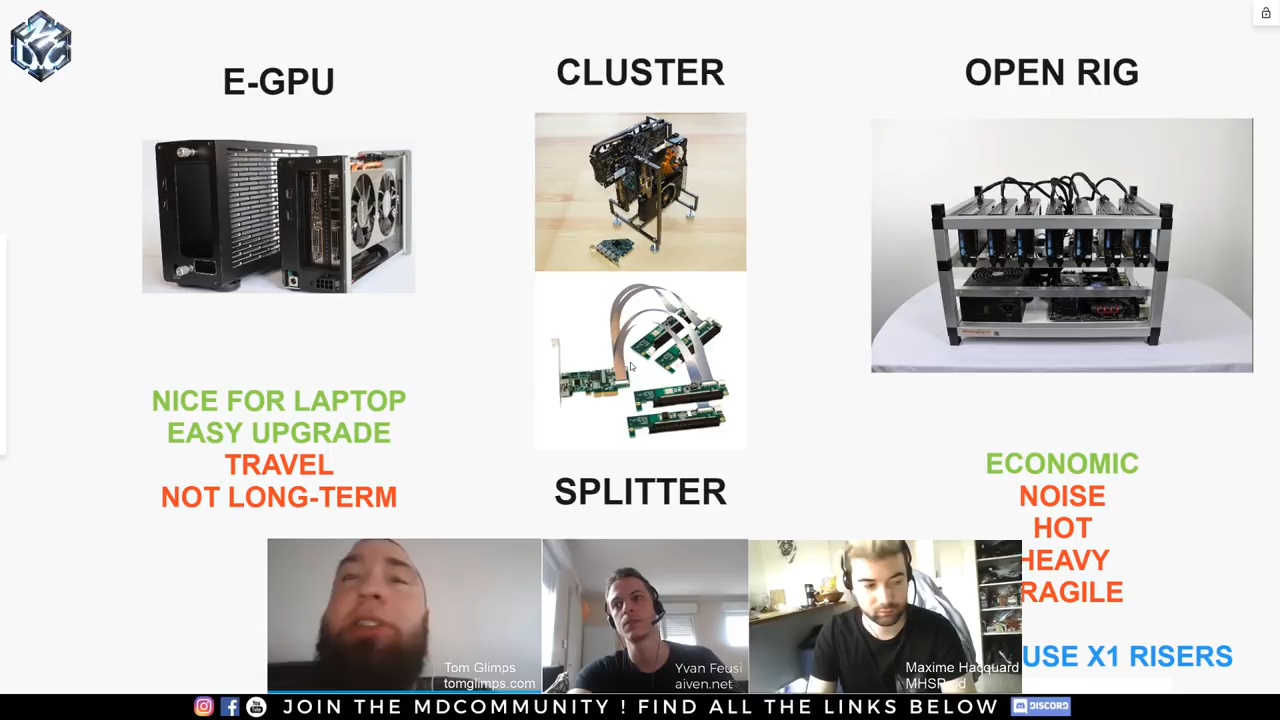 E-GPU
CLUSTER
OPEN RIG
NICE FOR LAPTOP
EASY UPGRADE
TRAVEL
NOT LONG-TERM
SPLITTER
ECONOMIC
NOISE
HOT
HEAVY
RAGILE
USE X1 RISERS
Tom Glimps
tomglimps.com
Yvan Feusi
aiven.net
Maxime Hacquard
JOIN THE MDCOMMUNITY ! FIND ALL THE LINKS BELOW
DISCORD